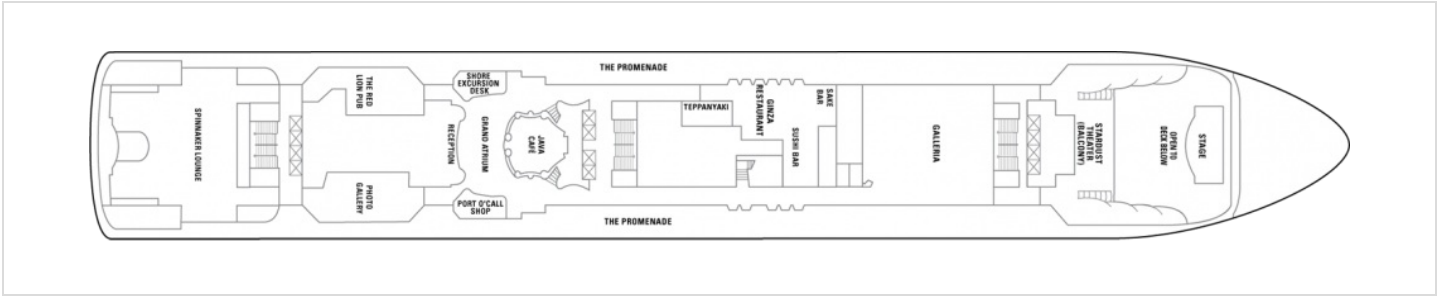 SPINNAKER LOUNGE
THE RED
LION PUB
PHOTO
GALLERY
RECEPTION
SHORE
EXCURSION
DESK
GRAND ATRIUM
PORT O'CALL
SHOP
JAVA
CAFÉ
THE PROMENADE
THE PROMENADE
TEPPANYAKI
GINZA
RESTAURANT
SUSHI BAR
SAKE
BAR
GALLERIA
STARDUST
THEATER
(BALCONY)
OPEN TO
DECK BELOW
STAGE